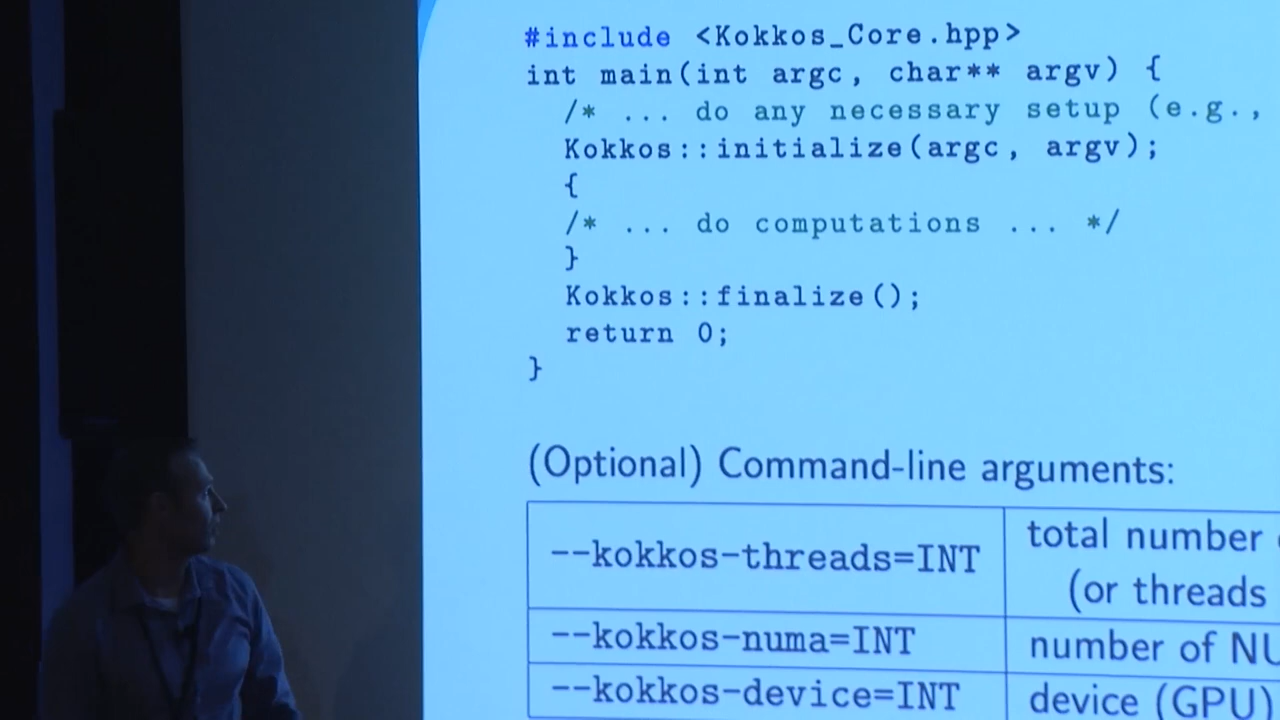 #include <Kokkos_Core.hpp>
int main(int argc, char** argv) {
/* ... do any necessary setup (e.g.,
Kokkos::initialize(argc, argv);
{
/* ... do computations ... */
}
Kokkos::finalize();
return 0;
}
(Optional) Command-line arguments:
--kokkos-threads=INT total number
(or threads
--kokkos-numa=INT number of NU
--kokkos-device=INT device (GPU)